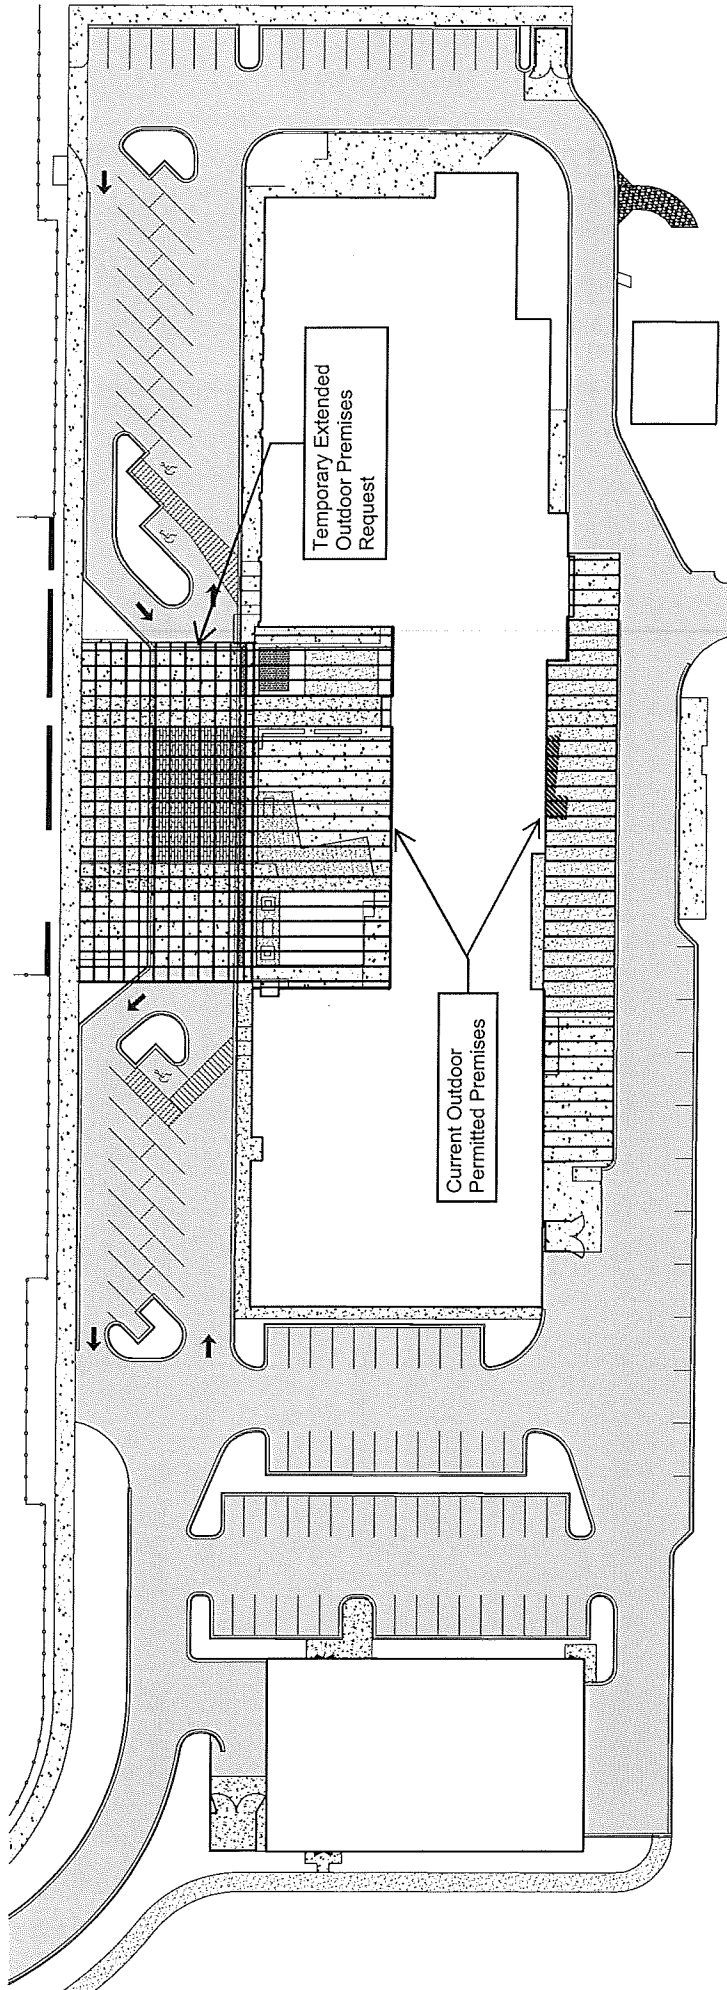 Temporary Extended
Outdoor Premises
Request
Current Outdoor
Permitted Premises